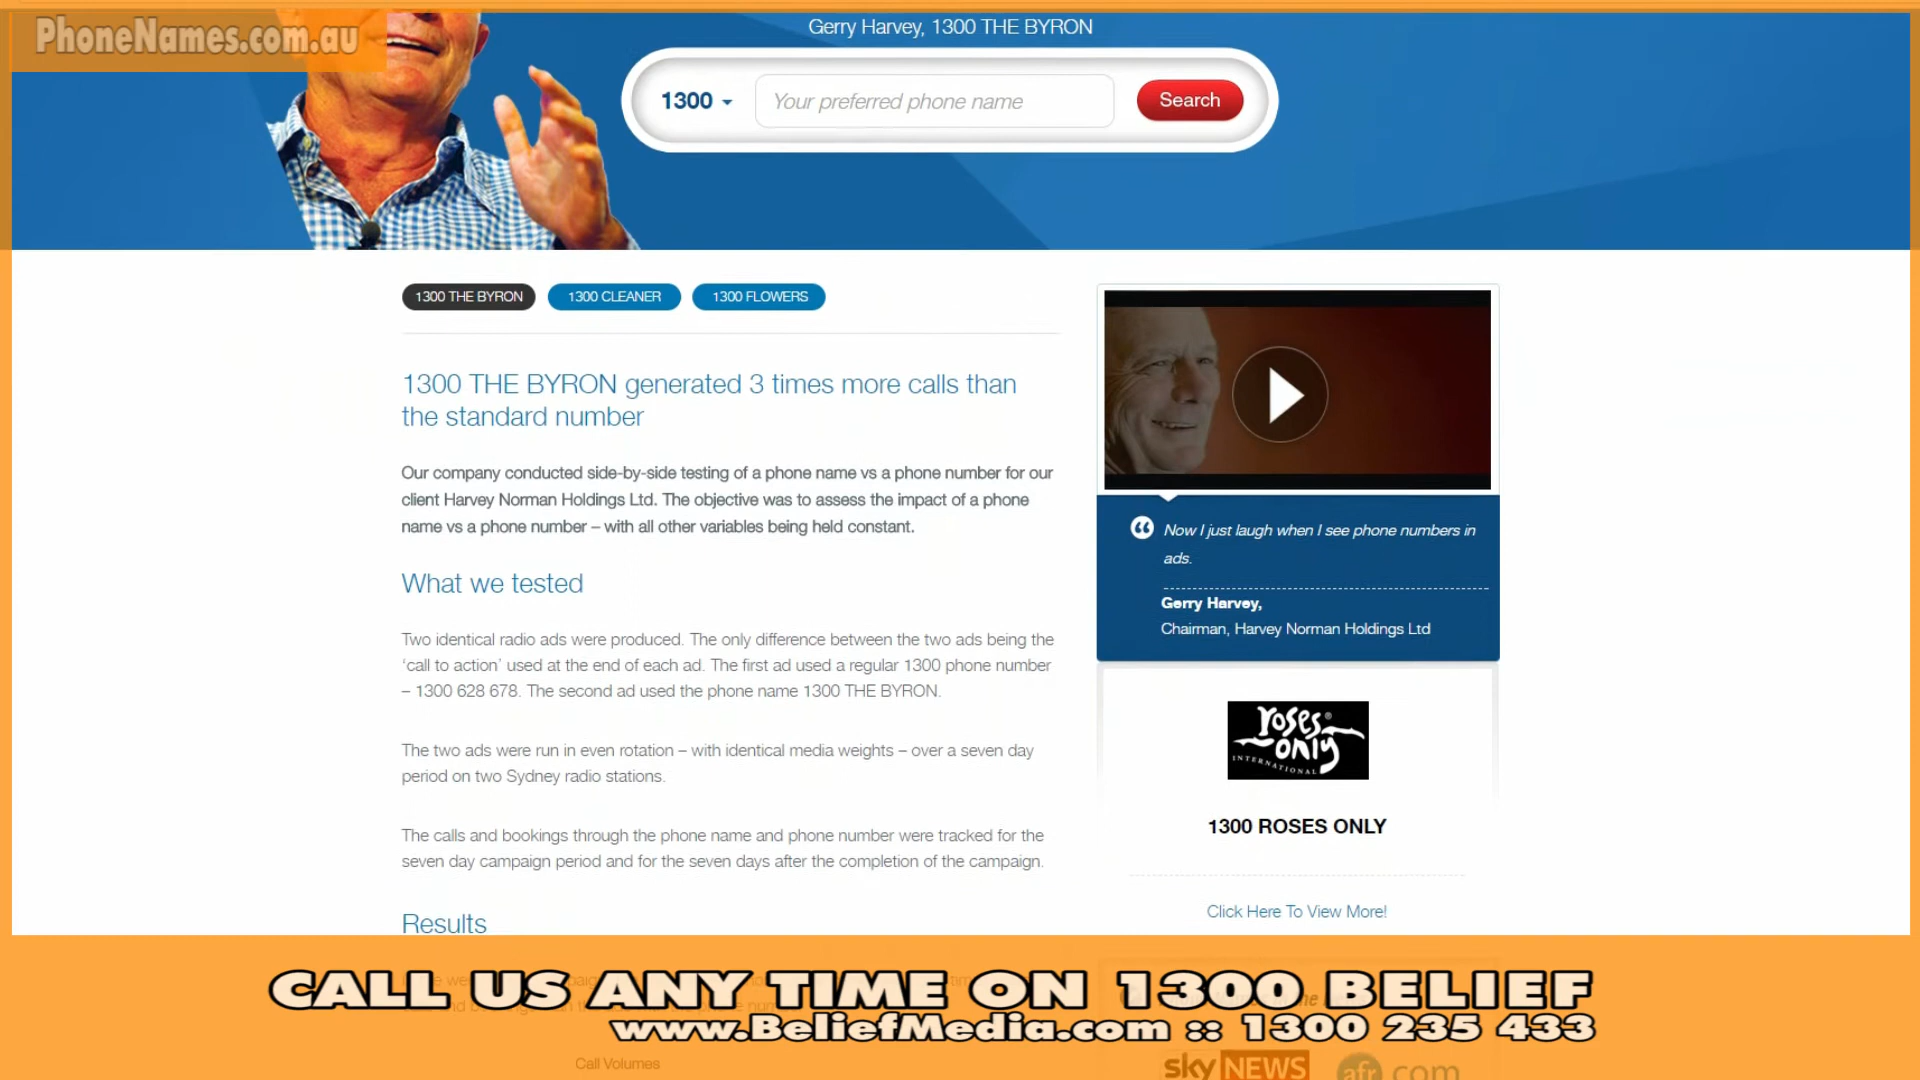 PhoneNames.com.au
Gerry Harvey, 1300 THE BYRON
1300
Your preferred phone name
Search
1300 THE BYRON
1300 CLEANER
1300 FLOWERS
1300 THE BYRON generated 3 times more calls than
the standard number
Our company conducted side-by-side testing of a phone name vs a phone number for our
client Harvey Norman Holdings Ltd. The objective was to assess the impact of a phone
name vs a phone number – with all other variables being held constant.
What we tested
Two identical radio ads were produced. The only difference between the two ads being the
‘call to action’ used at the end of each ad. The first ad used a regular 1300 phone number
– 1300 628 678. The second ad used the phone name 1300 THE BYRON.
The two ads were run in even rotation – with identical media weights – over a seven day
period on two Sydney radio stations.
The calls and bookings through the phone name and phone number were tracked for the
seven day campaign period and for the seven days after the completion of the campaign.
Results
Now I just laugh when I see phone numbers in
ads.
Gerry Harvey,
Chairman, Harvey Norman Holdings Ltd
roses
only
INTERNATIONAL
1300 ROSES ONLY
Click Here To View More!
CALL US ANY TIME ON 1300 BELIEF
www.BeliefMedia.com :: 1300 235 433
Call Volumes
sky NEWS
afr.com